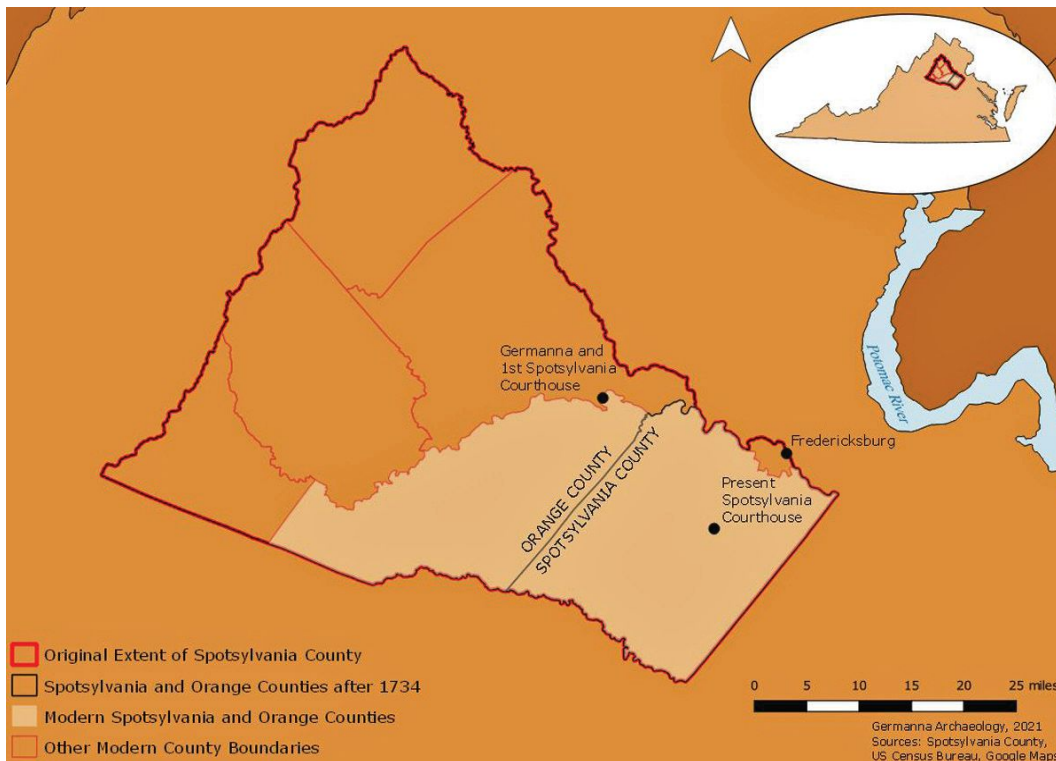 Germanna and
1st Spotsylvania
Courthouse
Potomac River
Fredericksburg
Present
Spotsylvania
Courthouse
ORANGE COUNTY
SPOTSYLVANIA COUNTY
Original Extent of Spotsylvania County
Spotsylvania and Orange Counties after 1734
Modern Spotsylvania and Orange Counties
Other Modern County Boundaries
0 5 10 15 20 25 miles
Germanna Archaeology, 2021
Sources: Spotsylvania County,
US Census Bureau, Google Maps